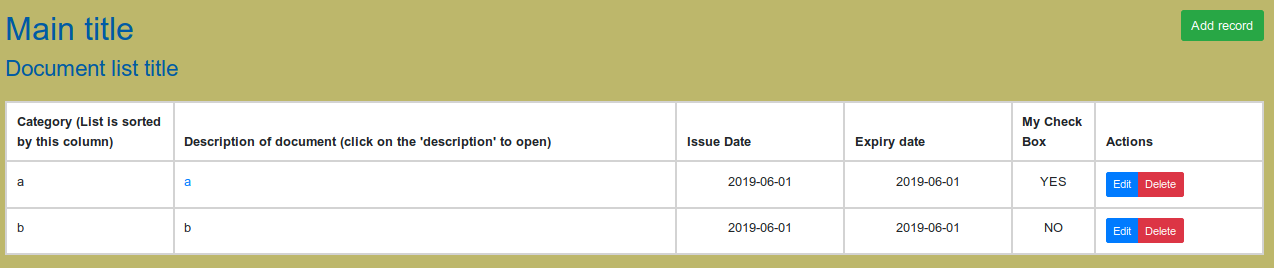 Main title
Add record
Document list title
Category (List is sorted
by this column)
Description of document (click on the 'description' to open)
Issue Date
Expiry date
My Check
Box
Actions
a
a
2019-06-01
2019-06-01
YES
Edit
Delete
b
b
2019-06-01
2019-06-01
NO
Edit
Delete